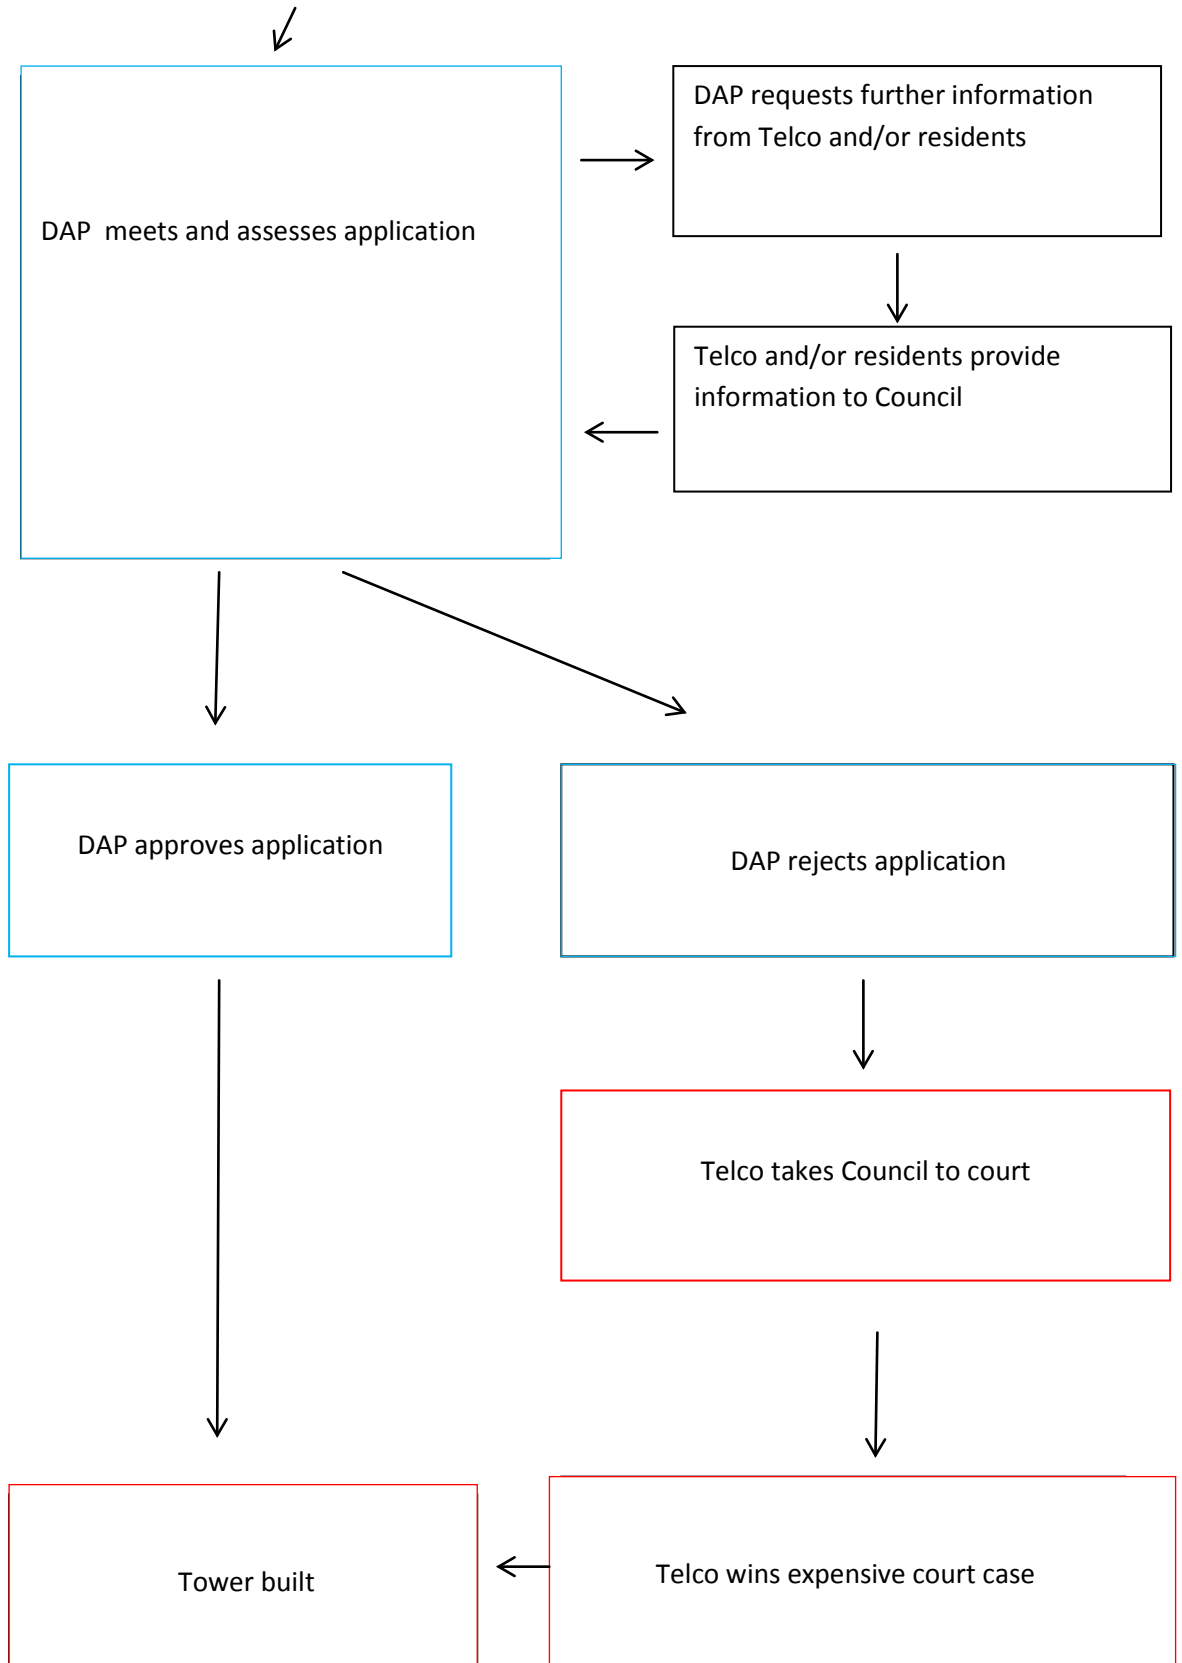 DAP requests further information
from Telco and/or residents
DAP  meets and assesses application
Telco and/or residents provide
information to Council
DAP approves application
DAP rejects application
Telco takes Council to court
Telco wins expensive court case
Tower built